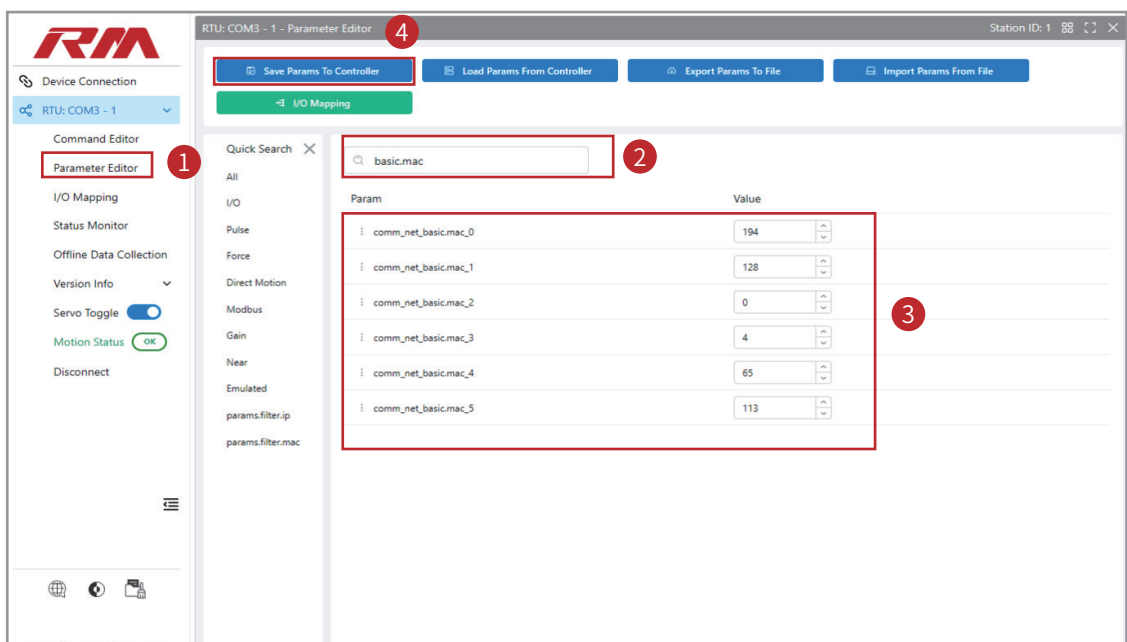 RM
Device Connection
RTU: COM3 - 1
Command Editor
Parameter Editor
1
I/O Mapping
Status Monitor
Offline Data Collection
Version Info
Servo Toggle
Motion Status OK
Disconnect
RTU: COM3 - 1 - Parameter Editor
4
Station ID: 1
Save Params To Controller
Load Params From Controller
Export Params To File
Import Params From File
I/O Mapping
Quick Search
All
I/O
Pulse
Force
Direct Motion
Modbus
Gain
Near
Emulated
params.filter.ip
params.filter.mac
basic.mac
2
Param Value
comm_net_basic.mac_0 194
comm_net_basic.mac_1 128
comm_net_basic.mac_2 0
comm_net_basic.mac_3 4
comm_net_basic.mac_4 65
comm_net_basic.mac_5 113
3